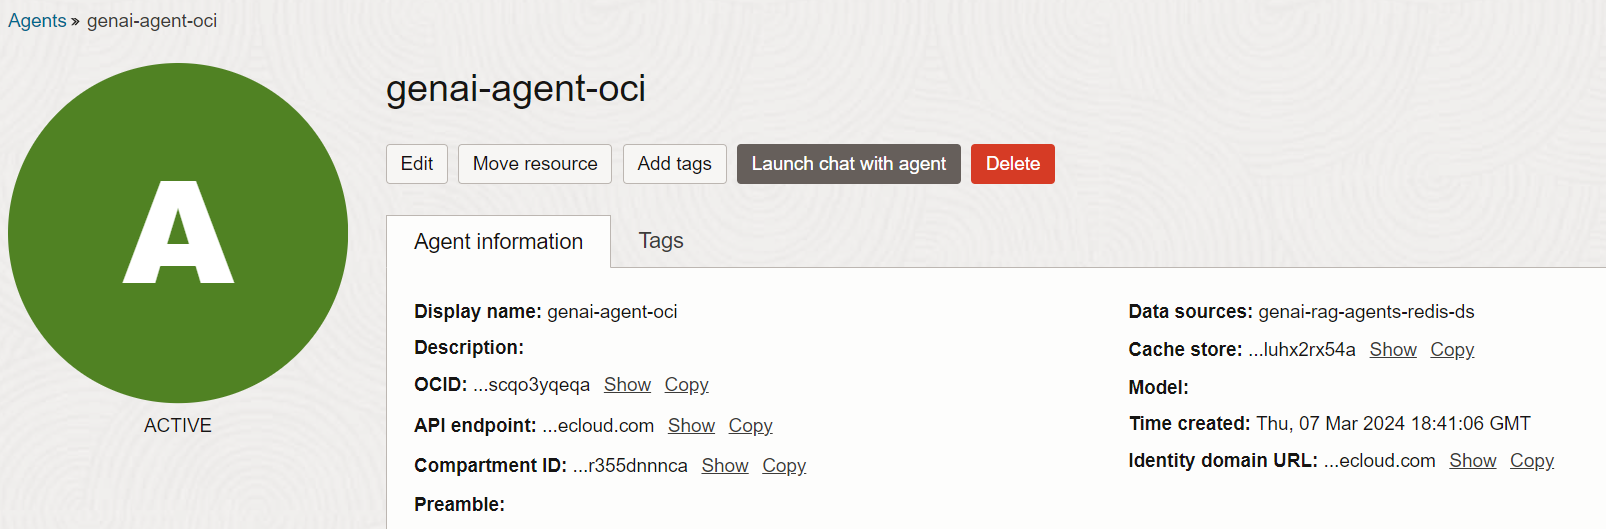 Agents » genai-agent-oci
A
ACTIVE
genai-agent-oci
Edit Move resource Add tags Launch chat with agent Delete
Agent information Tags
Display name: genai-agent-oci
Description:
OCID: ...scqo3yqeqa Show Copy
API endpoint: ...ecloud.com Show Copy
Compartment ID: ...r355dnnnca Show Copy
Preamble:
Data sources: genai-rag-agents-redis-ds
Cache store: ...luhx2rx54a Show Copy
Model:
Time created: Thu, 07 Mar 2024 18:41:06 GMT
Identity domain URL: ...ecloud.com Show Copy